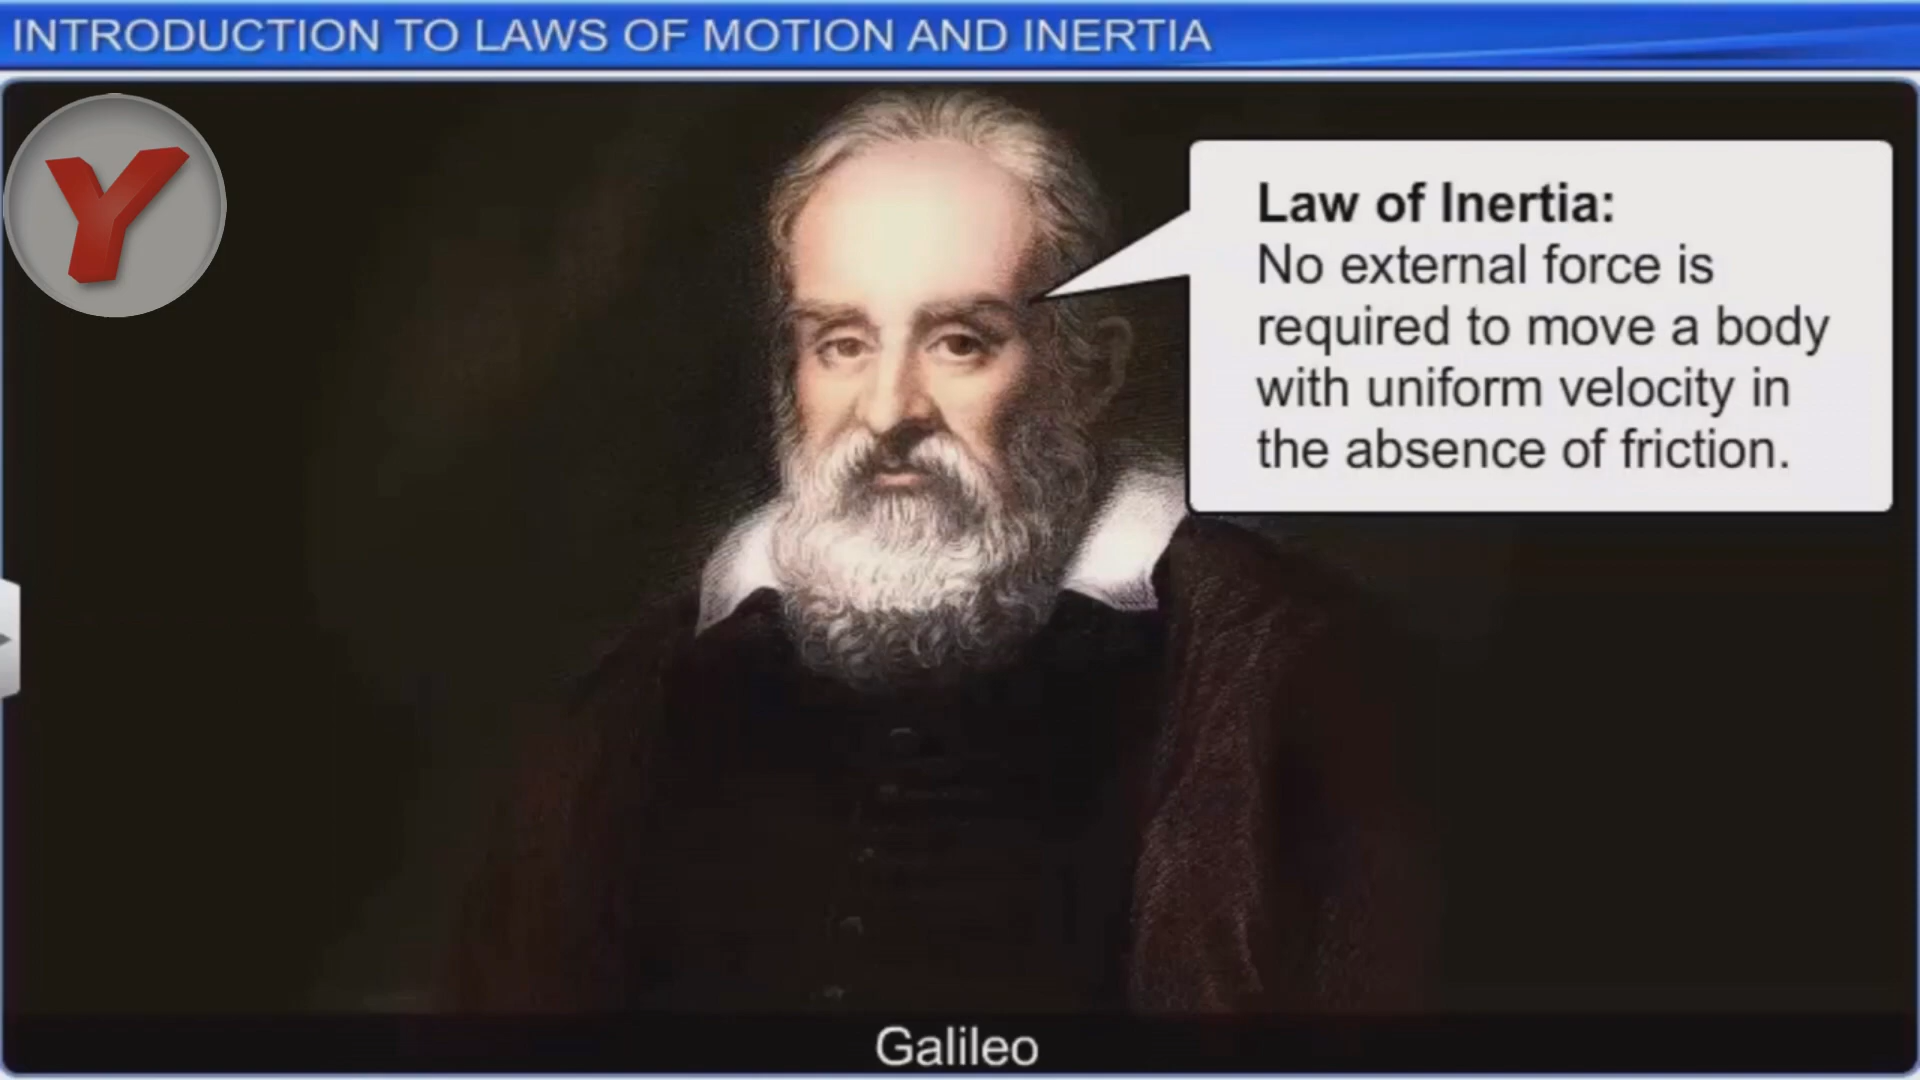 INTRODUCTION TO LAWS OF MOTION AND INERTIA
Y
Law of Inertia:
No external force is
required to move a body
with uniform velocity in
the absence of friction.
Galileo